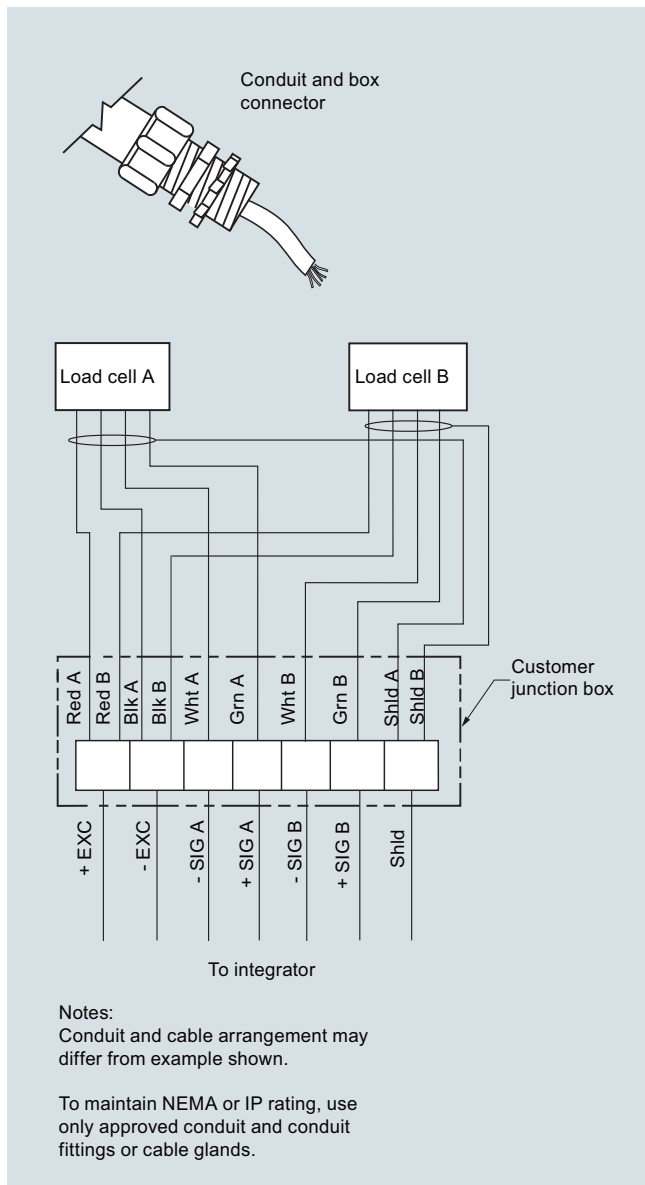 Conduit and box
connector
Load cell A
Load cell B
Red A
Red B
Blk A
Blk B
Wht A
Grn A
Wht B
Grn B
Shld A
Shld B
Customer
junction box
+ EXC
- EXC
- SIG A
+ SIG A
- SIG B
+ SIG B
Shld
To integrator
Notes:
Conduit and cable arrangement may
differ from example shown.
To maintain NEMA or IP rating, use
only approved conduit and conduit
fittings or cable glands.